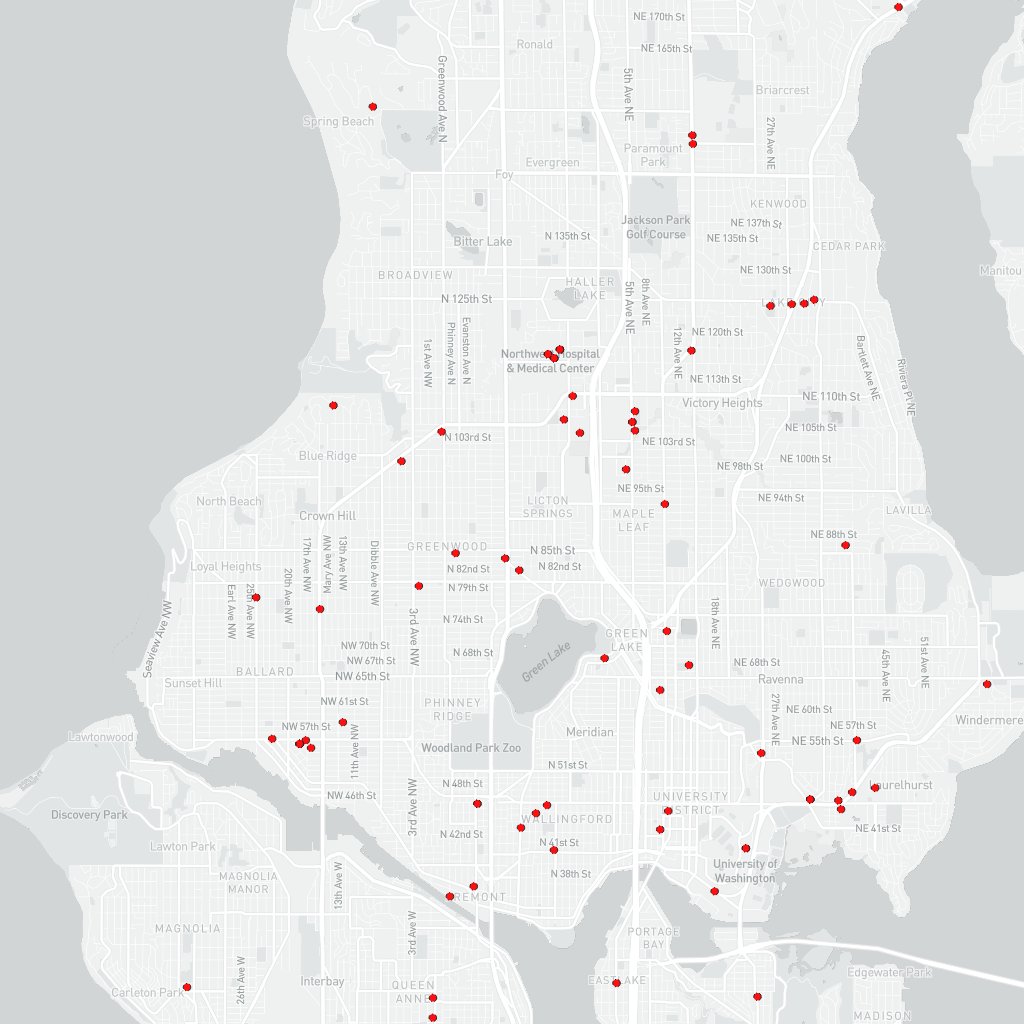 NE 170th St
Ronald
NE 165th St
Greenwood Ave N
5th Ave NE
Briarcrest
Spring Beach
27th Ave NE
Paramount
Park
Evergreen
Foy
KENWOOD
Jackson Park
Golf Course
NE 137th St
N 135th St
NE 135th St
Bitter Lake
CEDAR PARK
BROADVIEW
NE 130th St
Manitou
HALLER
LAKE
5th Ave NE
8th Ave NE
N 125th St
NE 120th St
12th Ave NE
Evanston Ave N
Phinney Ave N
1st Ave NW
& Medical Center
Bartlett Ave NE
Riviera Pl NE
NE 113th St
NE 110th St
Victory Heights
N 103rd St
NE 105th St
NE 103rd St
Blue Ridge
NE 100th St
NE 98th St
NE 95th St
NE 94th St
North Beach
LICTON
SPRINGS
MAPLE
LEAF
LAVILLA
Crown Hill
NE 88th St
17th Ave NW
Mary Ave NW
13th Ave NW
Dibble Ave NW
GREENWOOD
N 85th St
Loyal Heights
N 82nd St
N 82nd St
20th Ave NW
WEDGWOOD
N 79th St
Earl Ave NW
25th Ave NW
3rd Ave NW
18th Ave NE
N 74th St
Seaview Ave NW
GREEN
LAKE
NW 70th St
N 68th St
Green Lake
51st Ave NE
45th Ave NE
NW 67th St
NE 68th St
BALLARD
NW 65th St
Ravenna
Sunset Hill
NW 61st St
PHINNEY
RIDGE
27th Ave NE
NE 60th St
Windermere
NW 57th St
NE 57th St
Lawtonwood
Meridian
11th Ave NW
Woodland Park Zoo
NE 55th St
N 51st St
N 48th St
Laurelhurst
NW 46th St
UNIVERSITY
DISTRICT
3rd Ave NW
Discovery Park
WALLINGFORD
N 42nd St
NE 41st St
Lawton Park
N 41st St
University of
Washington
N 38th St
MAGNOLIA
MANOR
13th Ave W
FREMONT
3rd Ave W
MAGNOLIA
PORTAGE
BAY
26th Ave W
Interbay
EASTLAKE
Edgewater Park
Carleton Park
QUEEN
ANNE
MADISON